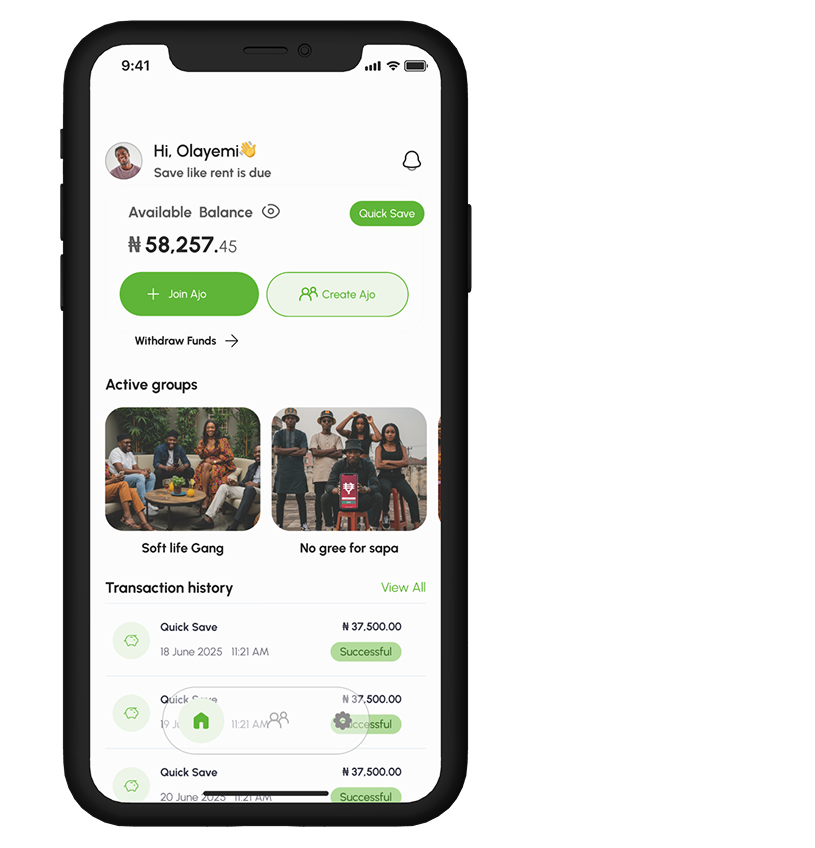 9:41
Hi, Olayemi👋
Save like rent is due
Available Balance
Quick Save
₦ 58,257.45
Join Ajo
Create Ajo
Withdraw Funds
Active groups
Soft life Gang
No gree for sapa
Transaction history
View All
Quick Save
₦ 37,500.00
18 June 2025 11:21 AM
Successful
Quick Save
₦ 37,500.00
19 11:21 AM
Quick Save
₦ 37,500.00
20 June 2025 11:21 AM
Successful